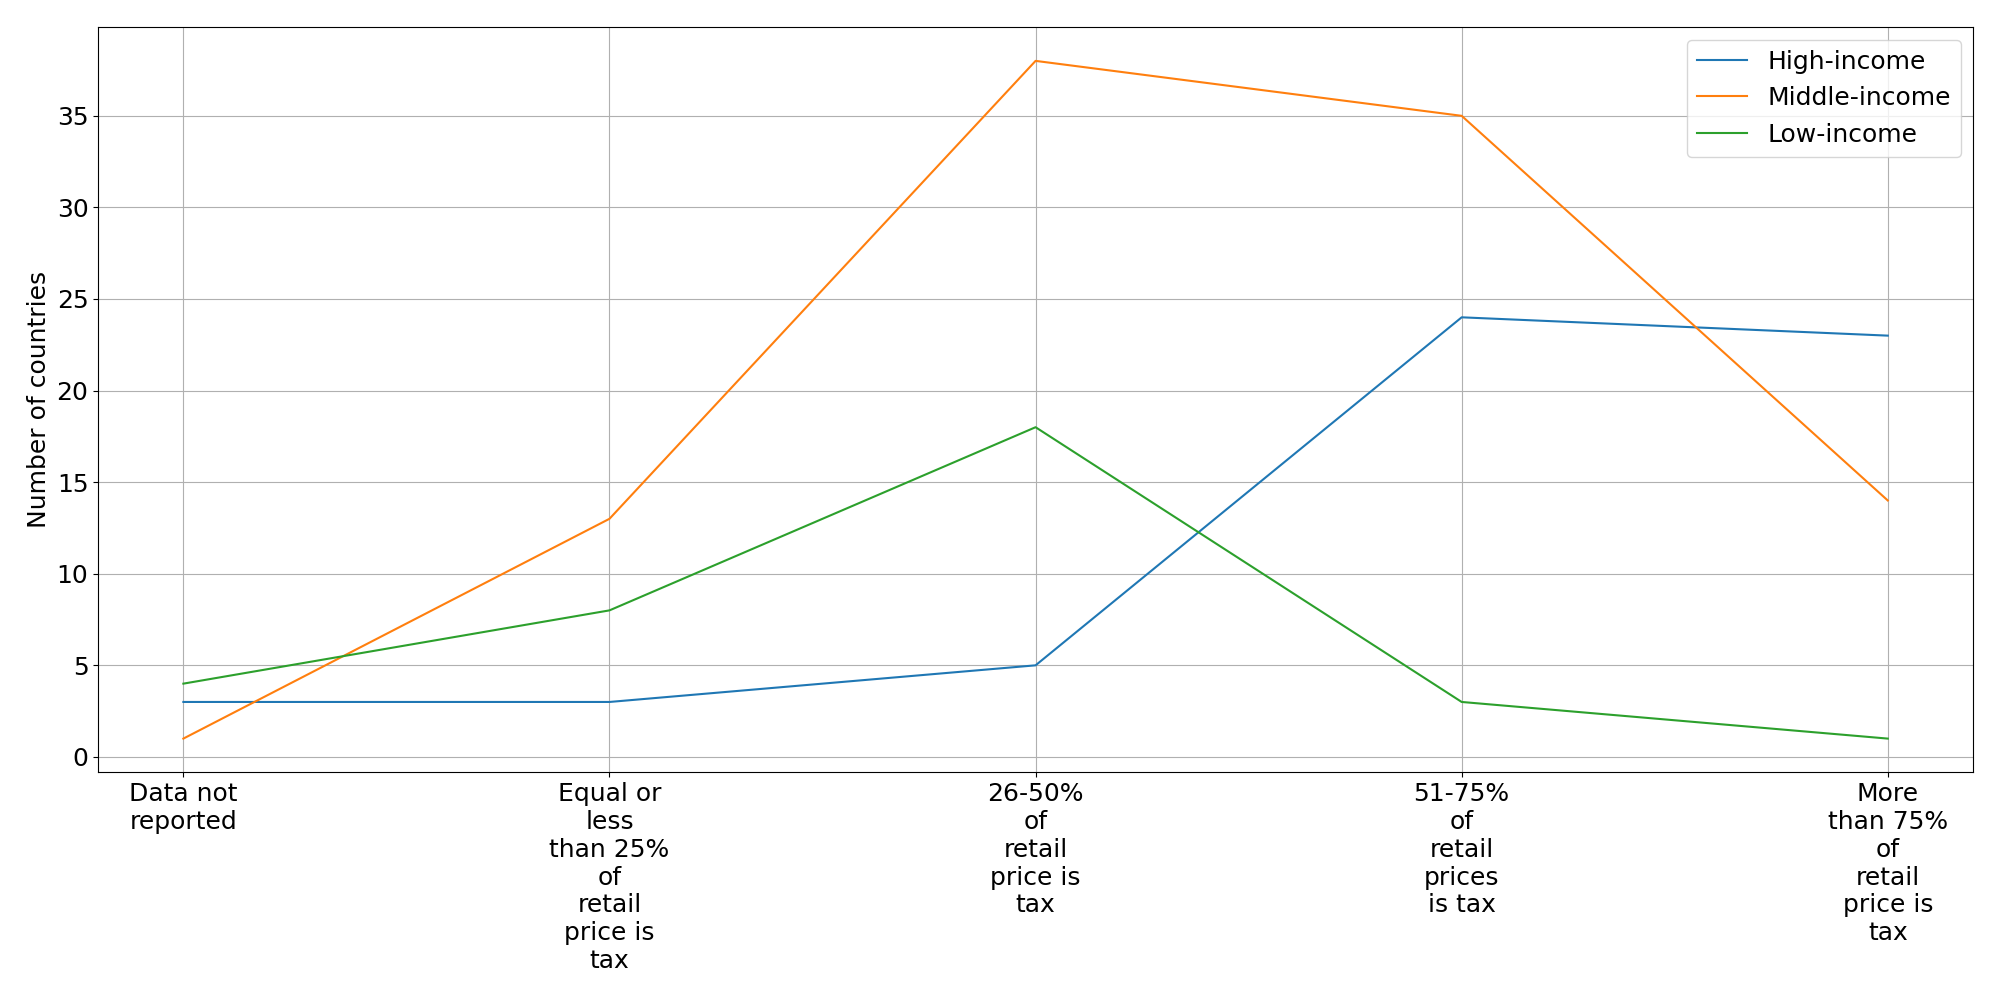 High-income
Middle-income
Low-income
Number of countries
35
30
25
20
15
10
5
0
Data not
reported
Equal or
less
than 25%
of
retail
price is
tax
26-50%
of
retail
price is
tax
51-75%
of
retail
prices
is tax
More
than 75%
of
retail
price is
tax